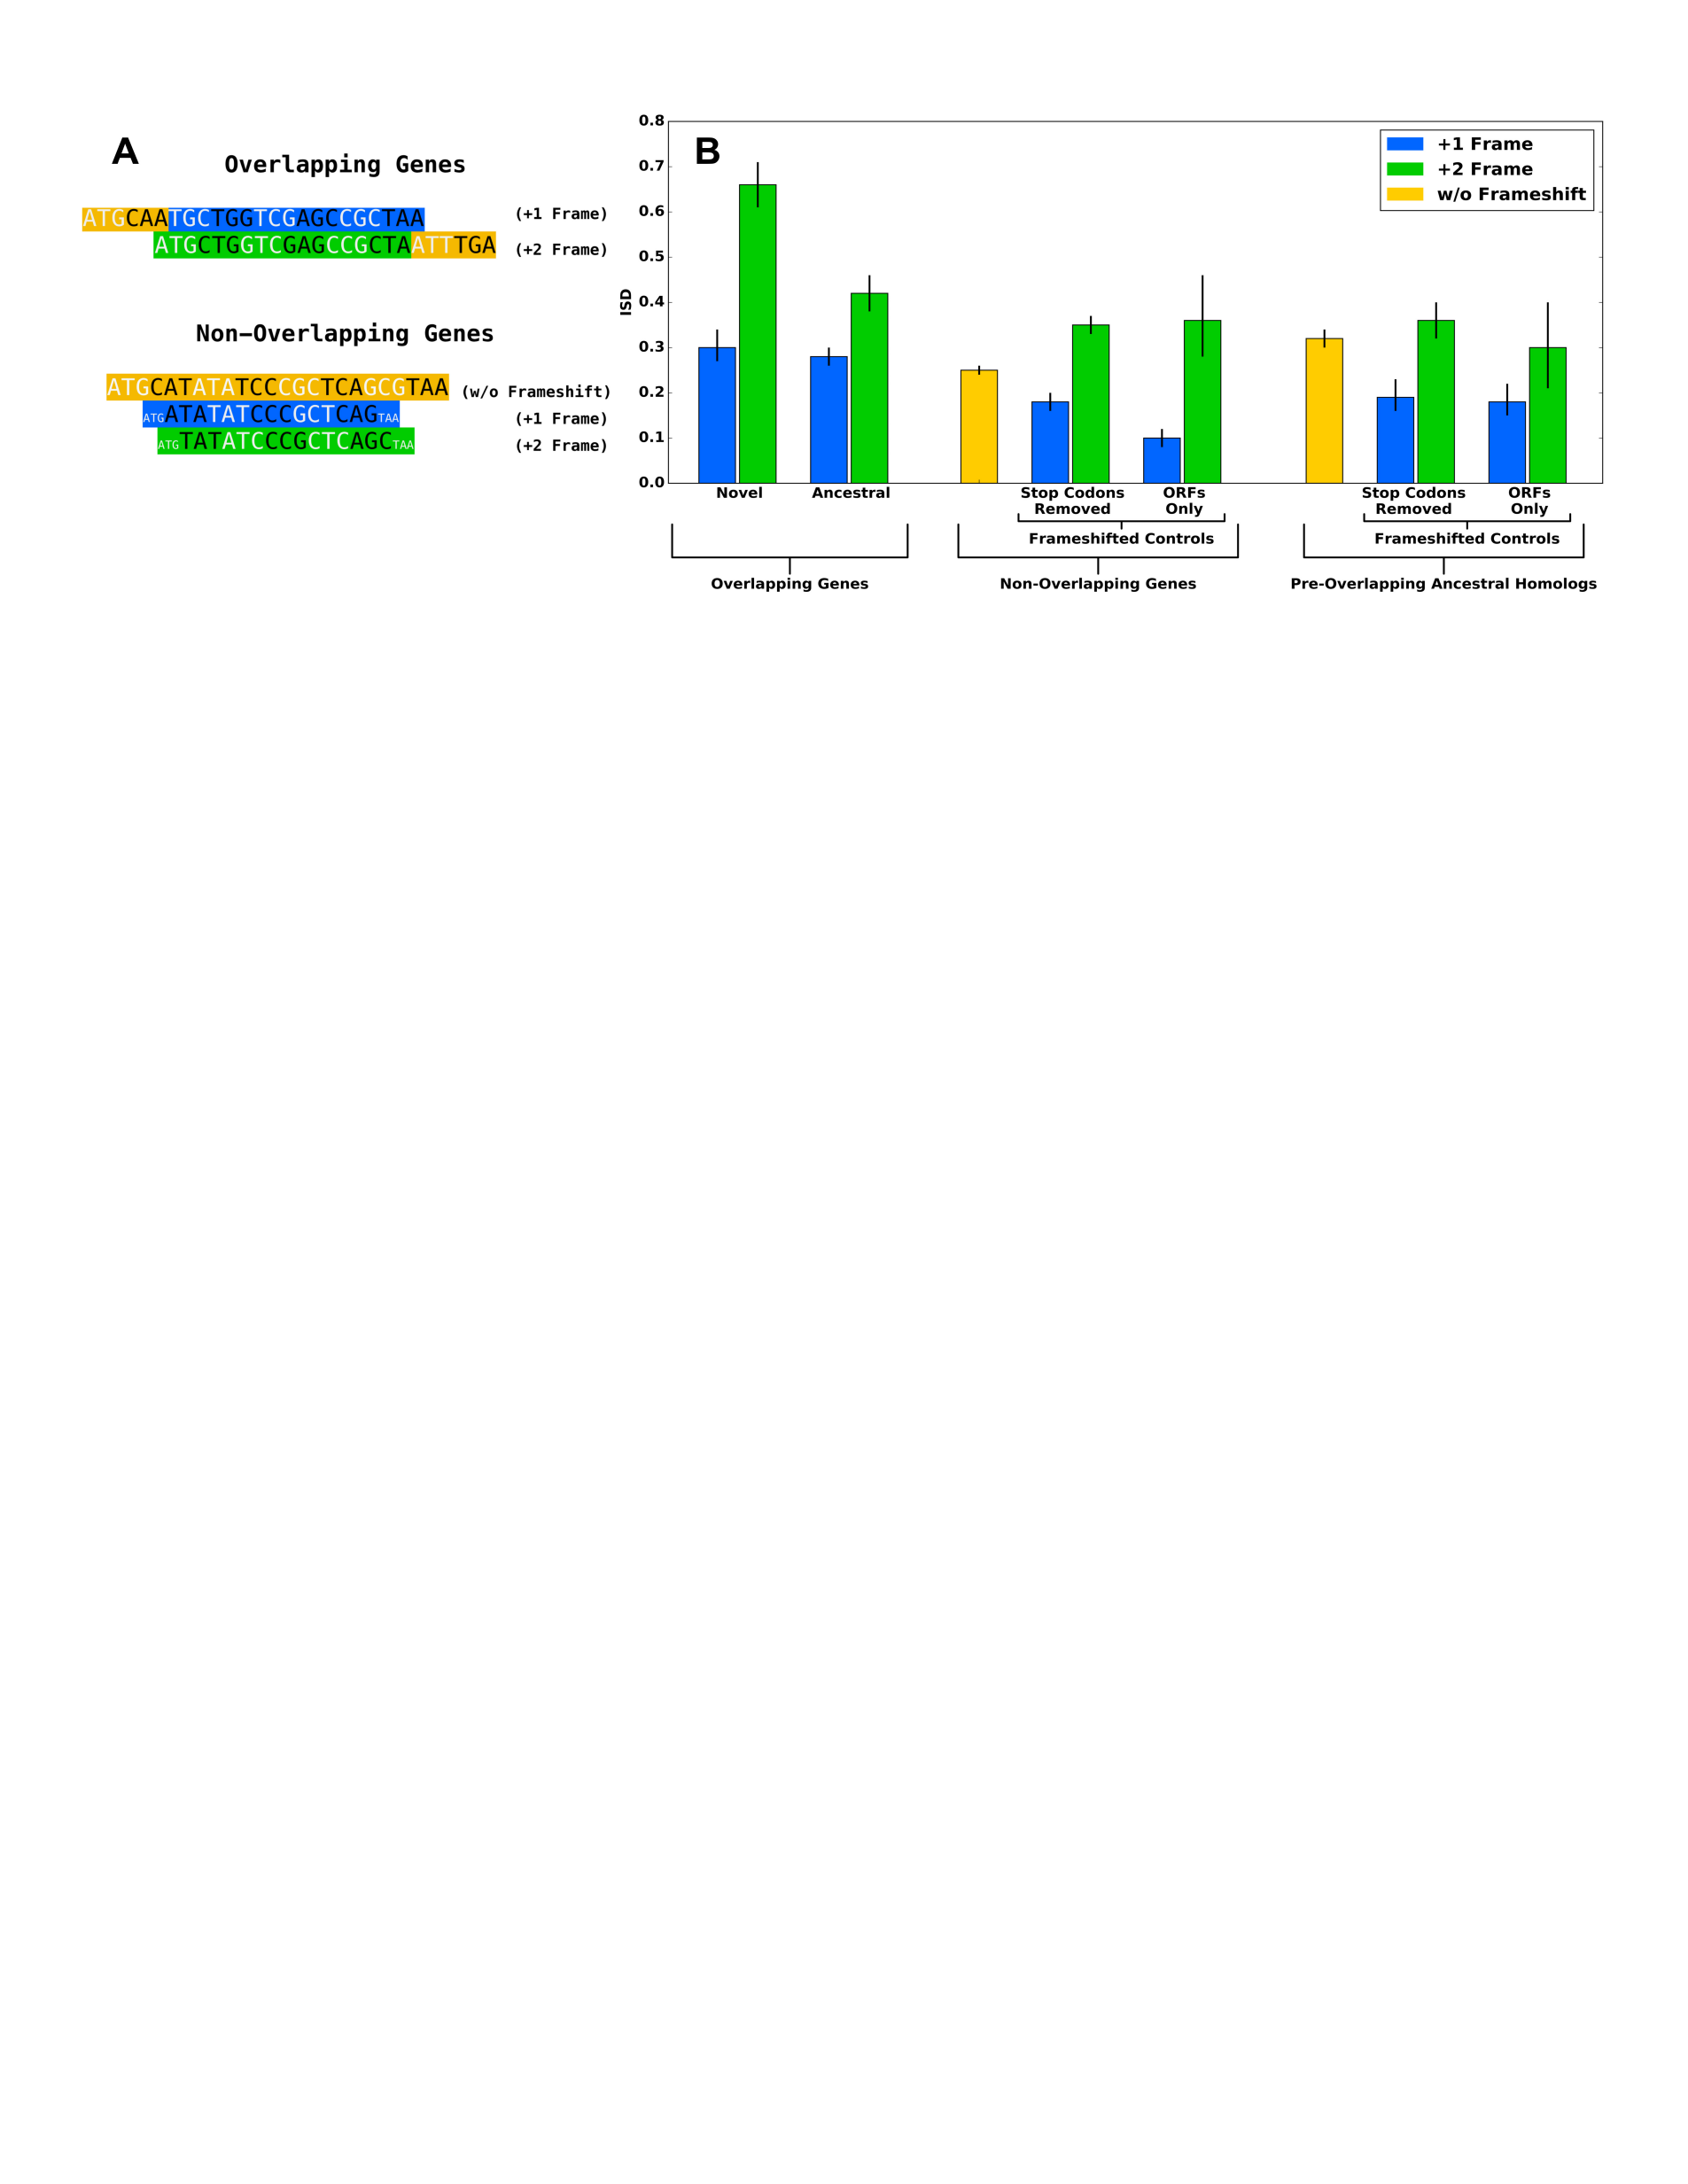 A
Overlapping Genes
ATGCAATGCTGGTCGAGCCGCTAA (+1 Frame)
ATGCTGGTCGAGCCGCTAATTTGA (+2 Frame)
Non-Overlapping Genes
ATGCATATATCCCGCTCAGCGTAA (w/o Frameshift)
ATGATATATCCCGCTCAGTAA (+1 Frame)
ATGTATATCCCGCTCAGCTAA (+2 Frame)
B
0.8
0.7
0.6
0.5
0.4
0.3
0.2
0.1
0.0
ISD
+1 Frame
+2 Frame
w/o Frameshift
Novel
Ancestral
Stop Codons
Removed
ORFs
Only
Frameshifted Controls
Stop Codons
Removed
ORFs
Only
Frameshifted Controls
Overlapping Genes
Non-Overlapping Genes
Pre-Overlapping Ancestral Homologs